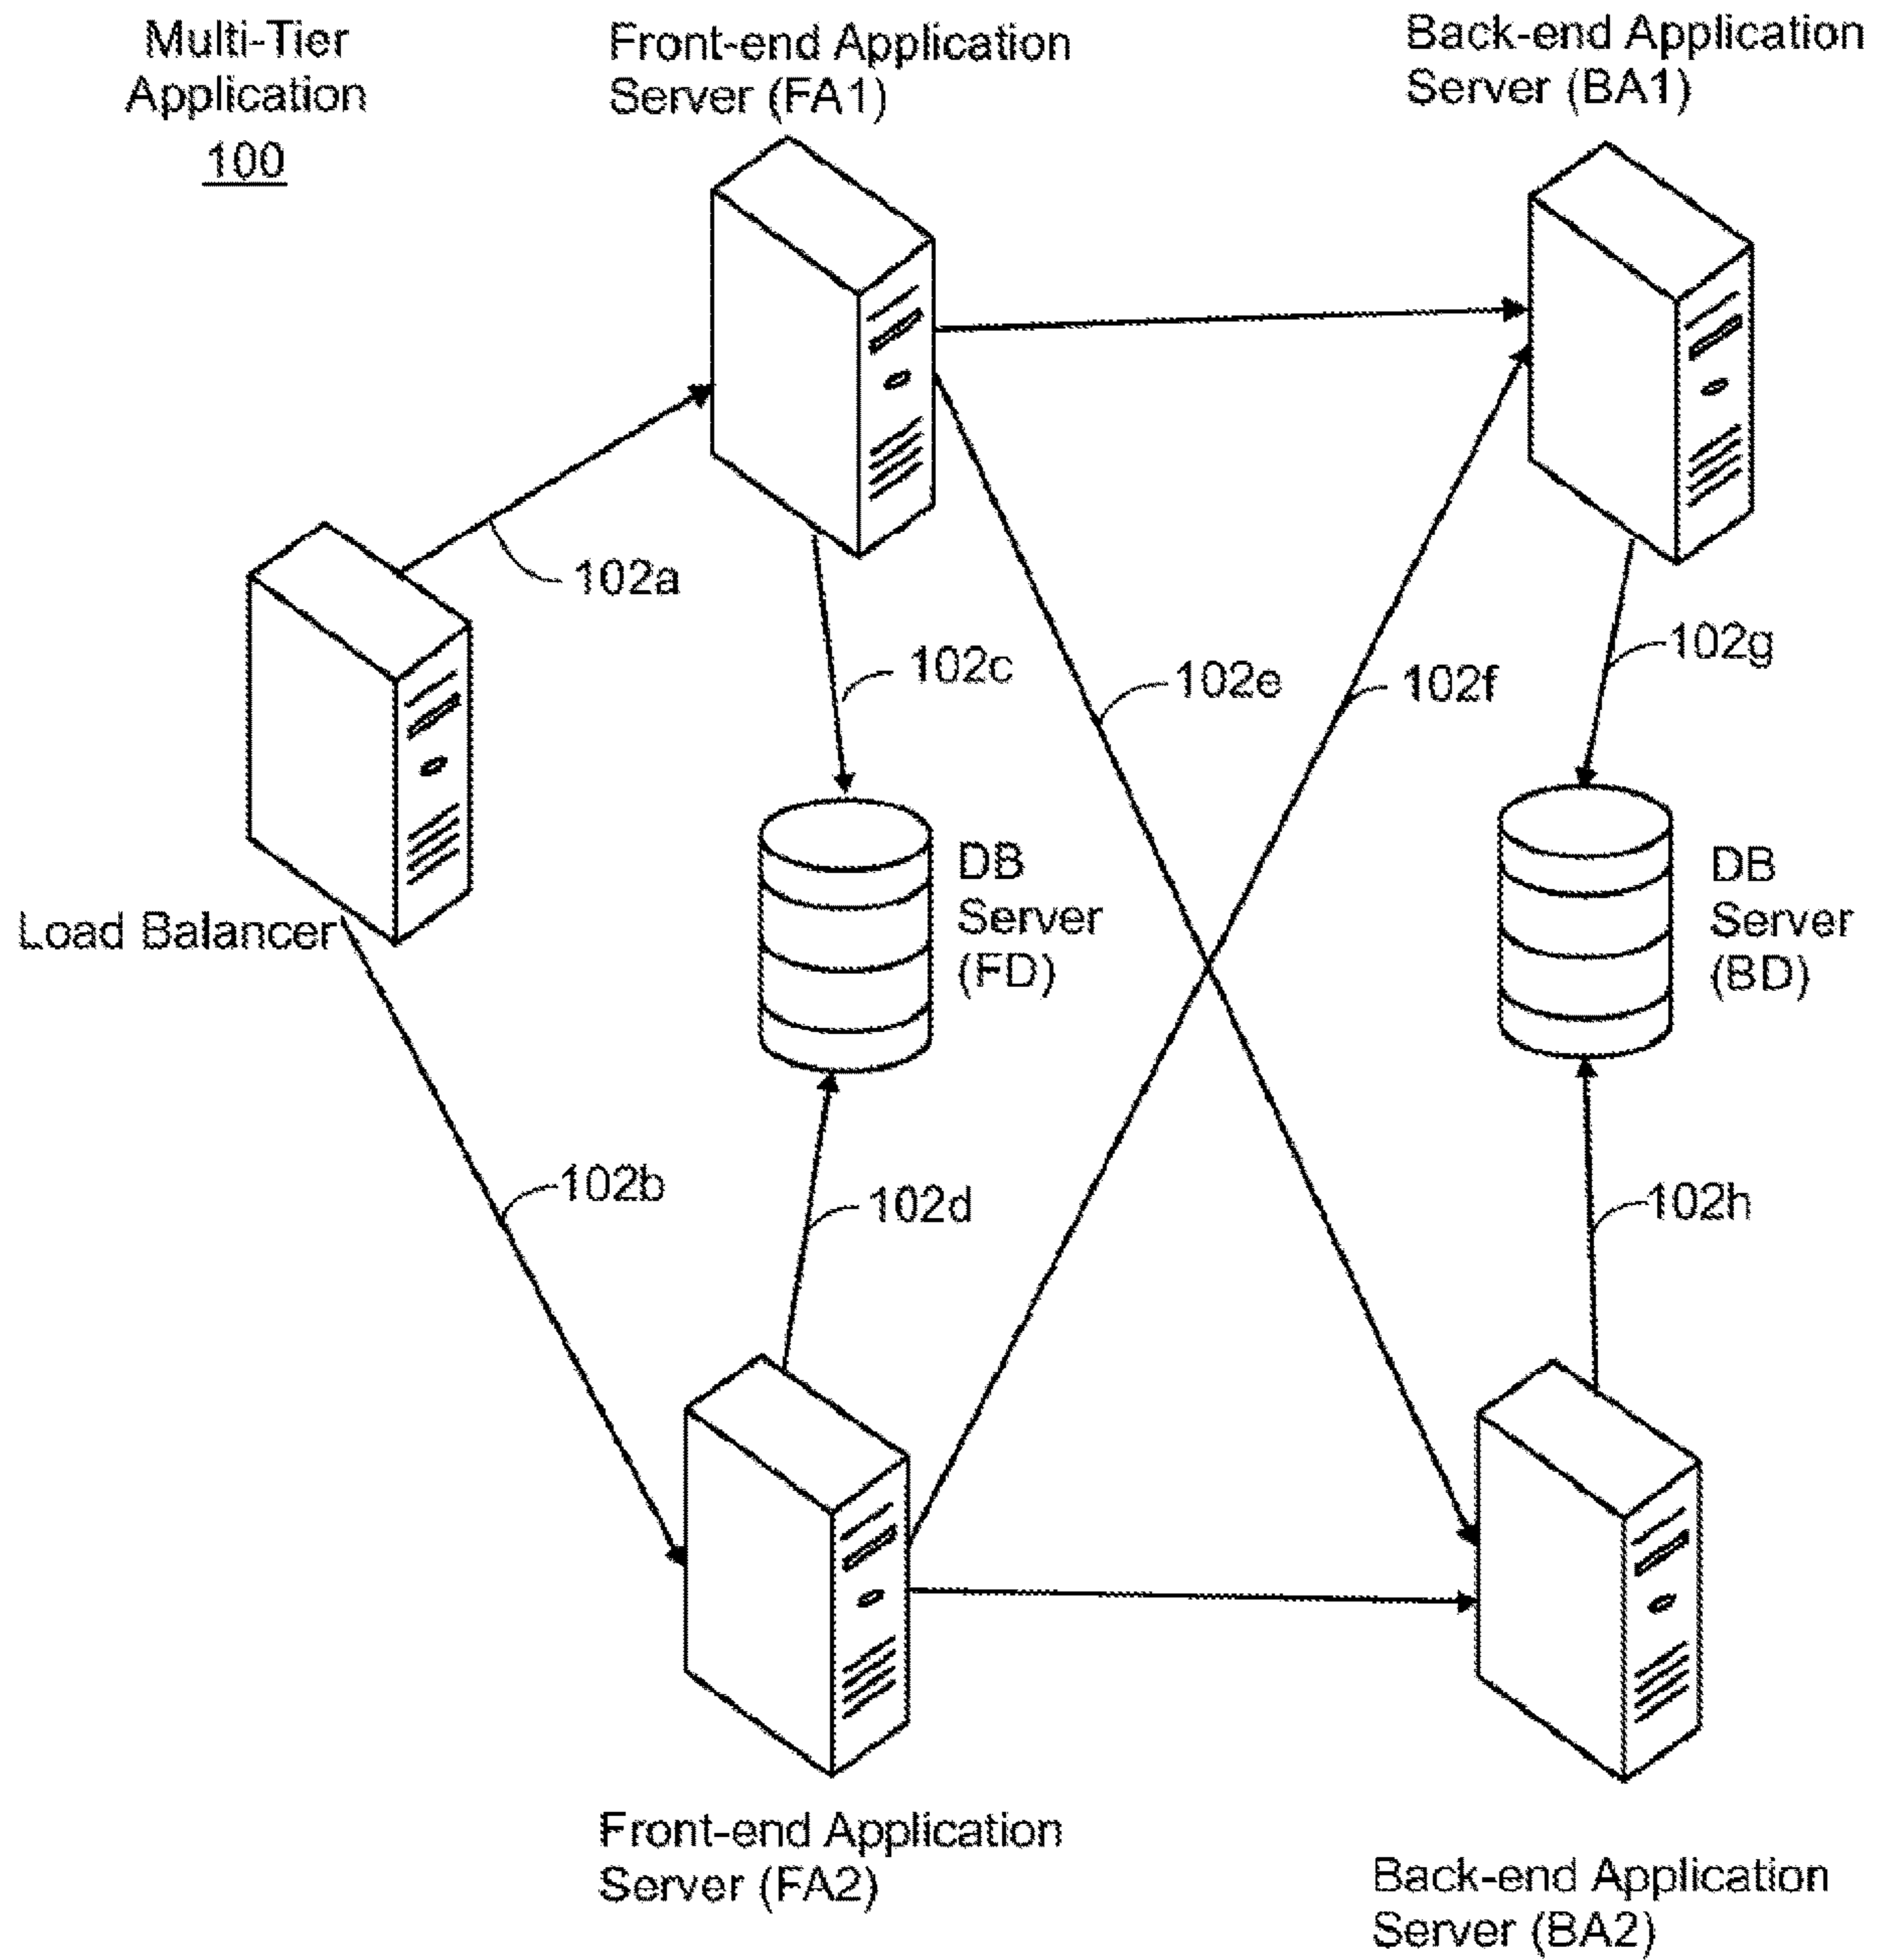 Multi-Tier
Application
100
Front-end Application
Server (FA1)
Back-end Application
Server (BA1)
102a
102c
102e
102f
102g
Load Balancer
DB
Server
(FD)
DB
Server
(BD)
102b
102d
102h
Front-end Application
Server (FA2)
Back-end Application
Server (BA2)